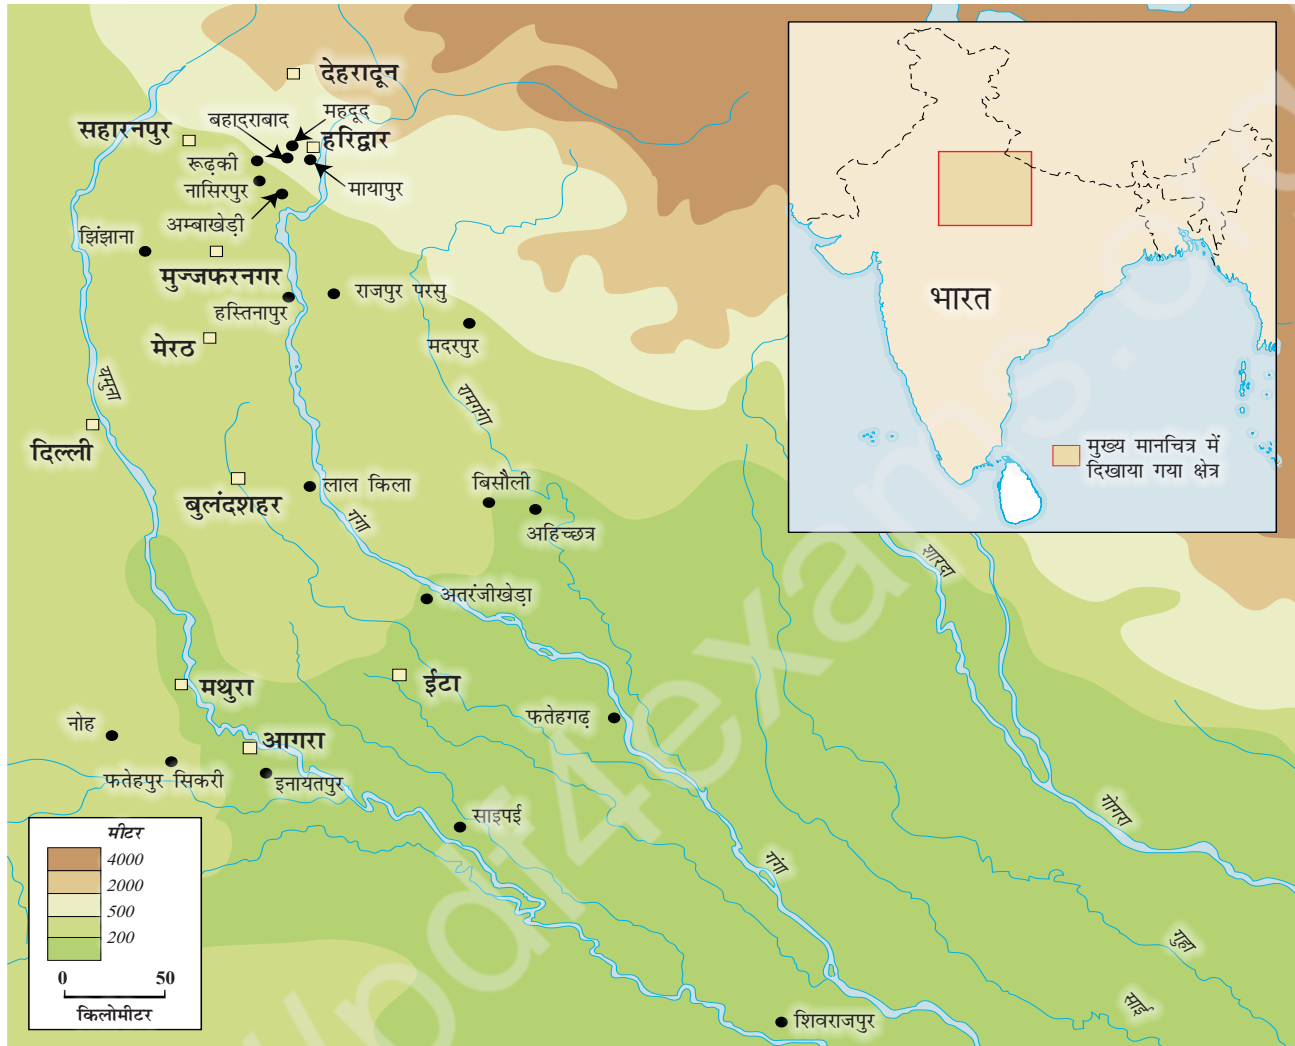 देहरादून
महदूद
बहादराबाद
सहारनपुर
हरिद्वार
रूढ़की
मायापुर
नासिरपुर
अम्बाखेड़ी
झिंझाना
मुज्जफरनगर
राजपुर परसु
हस्तिनापुर
मदरपुर
मेरठ
यमुना
रामगंगा
दिल्ली
बिसौली
लाल किला
बुलंदशहर
गंगा
अहिच्छत्र
अतरंजीखेड़ा
मथुरा
ईटा
फतेहगढ़
नोह
आगरा
फतेहपुर सिकरी
इनायतपुर
साइपई
गंगा
शारदा
गोगरा
गुहा
साई
शिवराजपुर
भारत
मुख्य मानचित्र में
दिखाया गया क्षेत्र
मीटर
4000
2000
500
200
0 50
किलोमीटर